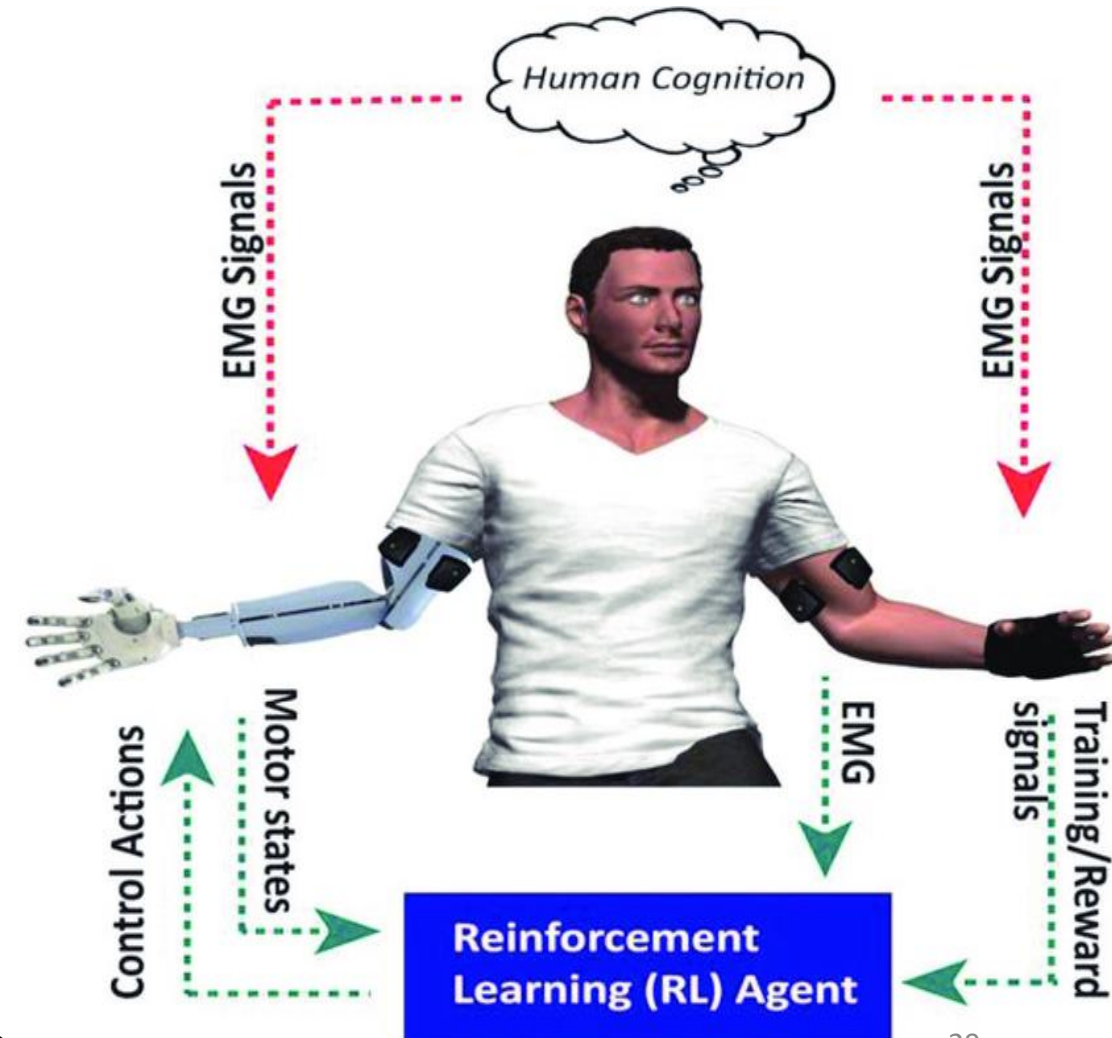 Human Cognition
EMG Signals
EMG Signals
Control Actions
Motor states
EMG
Training/Reward
signals
Reinforcement
Learning (RL) Agent